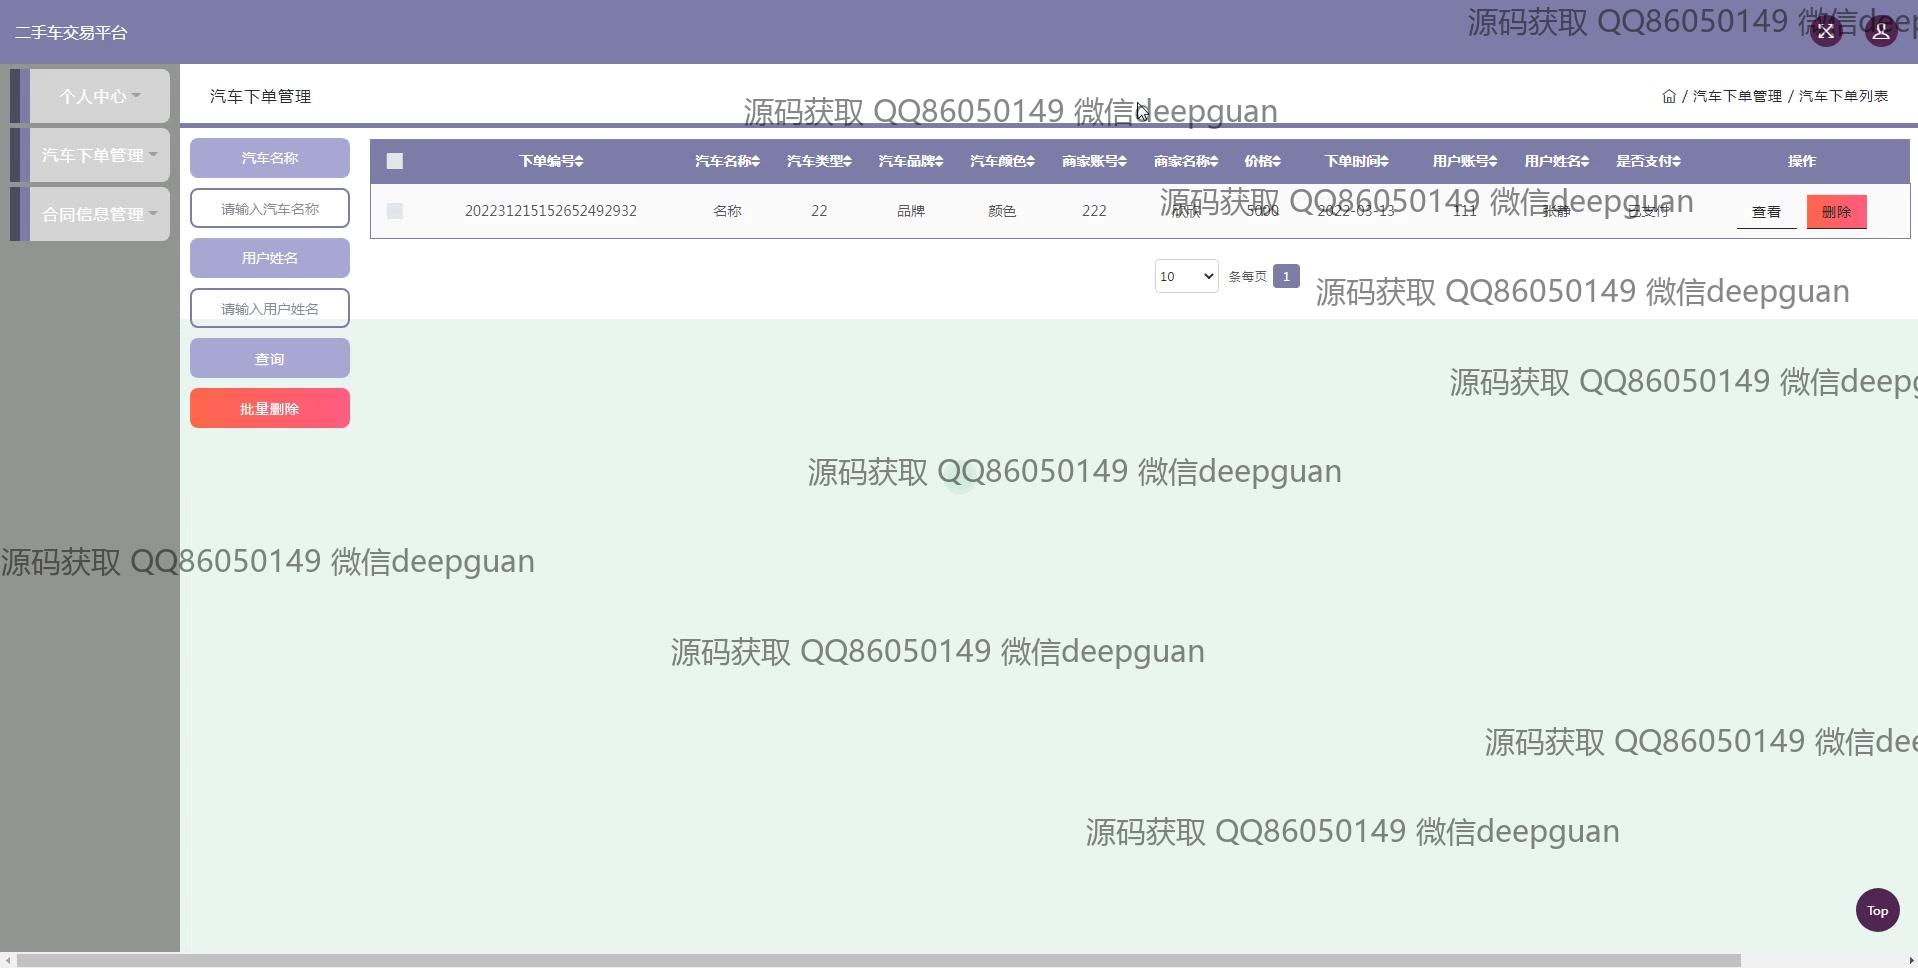 二手车交易平台
源码获取 QQ86050149 微信deep
个人中心
汽车下单管理
合同信息管理
汽车下单管理
源码获取 QQ86050149 微信deepguan
/ 汽车下单管理 / 汽车下单列表
汽车名称
请输入汽车名称
用户姓名
请输入用户姓名
查询
批量删除
下单编号 汽车名称 汽车类型 汽车品牌 汽车颜色 商家账号 商家名称 价格 下单时间 用户账号 用户姓名 是否支付 操作
202231215152652492932 名称 22 品牌 颜色 222 欣欣 5000 2022-03-13 111 张静 已支付 查看 删除
源码获取 QQ86050149 微信deepguan
10 条每页 1
源码获取 QQ86050149 微信deepguan
源码获取 QQ86050149 微信deepg
源码获取 QQ86050149 微信deepguan
源码获取 QQ86050149 微信deepguan
源码获取 QQ86050149 微信deepguan
源码获取 QQ86050149 微信dee
源码获取 QQ86050149 微信deepguan
Top